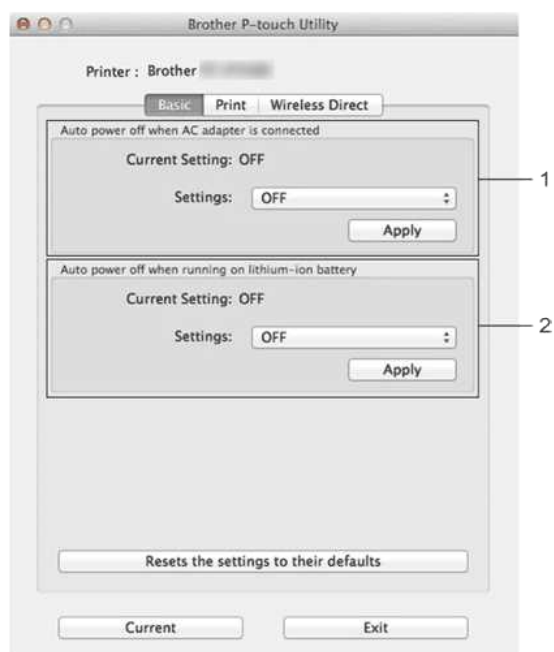 Brother P-touch Utility
Printer : Brother
Basic Print Wireless Direct
Auto power off when AC adapter is connected
Current Setting: OFF
Settings: OFF
Apply
1
Auto power off when running on lithium-ion battery
Current Setting: OFF
Settings: OFF
Apply
2
Resets the settings to their defaults
Current Exit